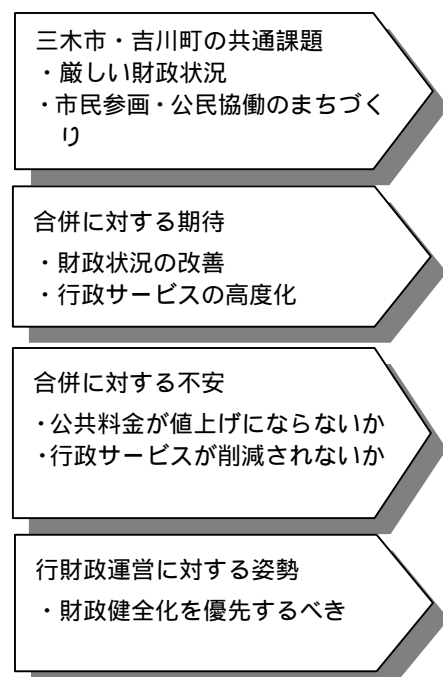 三木市・吉川町の共通課題
・厳しい財政状況
・市民参画・公民協働のまちづく
り
合併に対する期待
・財政状況の改善
・行政サービスの高度化
合併に対する不安
・公共料金が値上げにならないか
・行政サービスが削減されないか
行財政運営に対する姿勢
・財政健全化を優先するべき